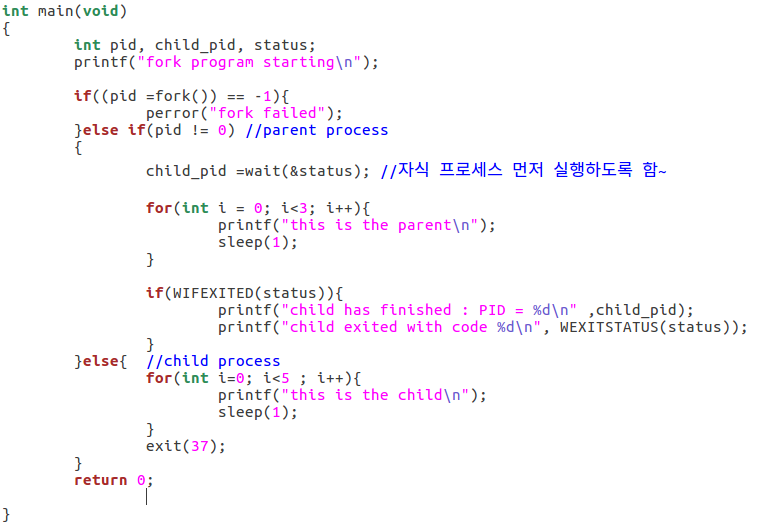 int main(void)
{
        int pid, child_pid, status;
        printf("fork program starting\n");

        if((pid =fork()) == -1){
                perror("fork failed");
        }else if(pid != 0) //parent process
        {
                child_pid =wait(&status); //자식 프로세스 먼저 실행하도록 함~

                for(int i = 0; i<3; i++){
                        printf("this is the parent\n");
                        sleep(1);
                }

                if(WIFEXITED(status)){
                        printf("child has finished : PID = %d\n" ,child_pid);
                        printf("child exited with code %d\n", WEXITSTATUS(status));
                }
        }else{  //child process
                for(int i=0; i<5 ; i++){
                        printf("this is the child\n");
                        sleep(1);
                }
                exit(37);
        }
        return 0;

}